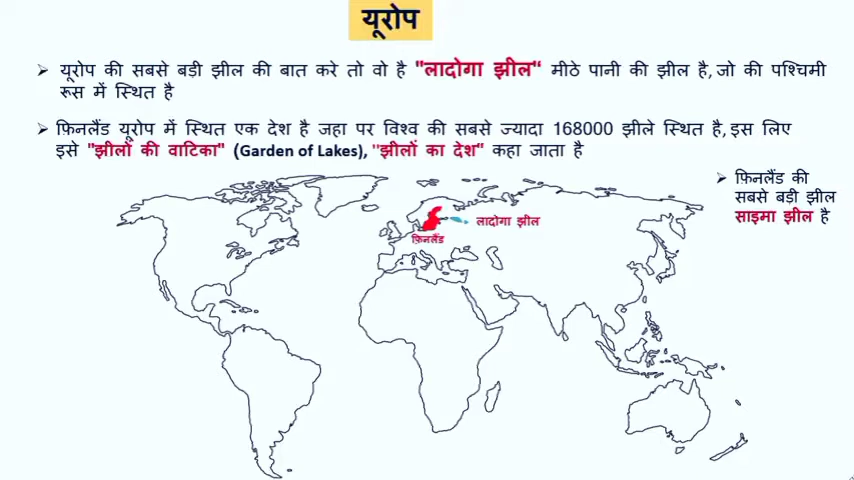 यूरोप
➢ यूरोप की सबसे बड़ी झील की बात करे तो वो है "लादोगा झील“ मीठे पानी की झील है, जो की पश्चिमी
रूस में स्थित है
➢ फ़िनलैंड यूरोप में स्थित एक देश है जहा पर विश्व की सबसे ज्यादा 168000 झीले स्थित है, इस लिए
इसे "झीलों की वाटिका" (Garden of Lakes), "झीलों का देश" कहा जाता है
➢ फ़िनलैंड की
सबसे बड़ी झील
साइमा झील है
लादोगा झील
फ़िनलैंड